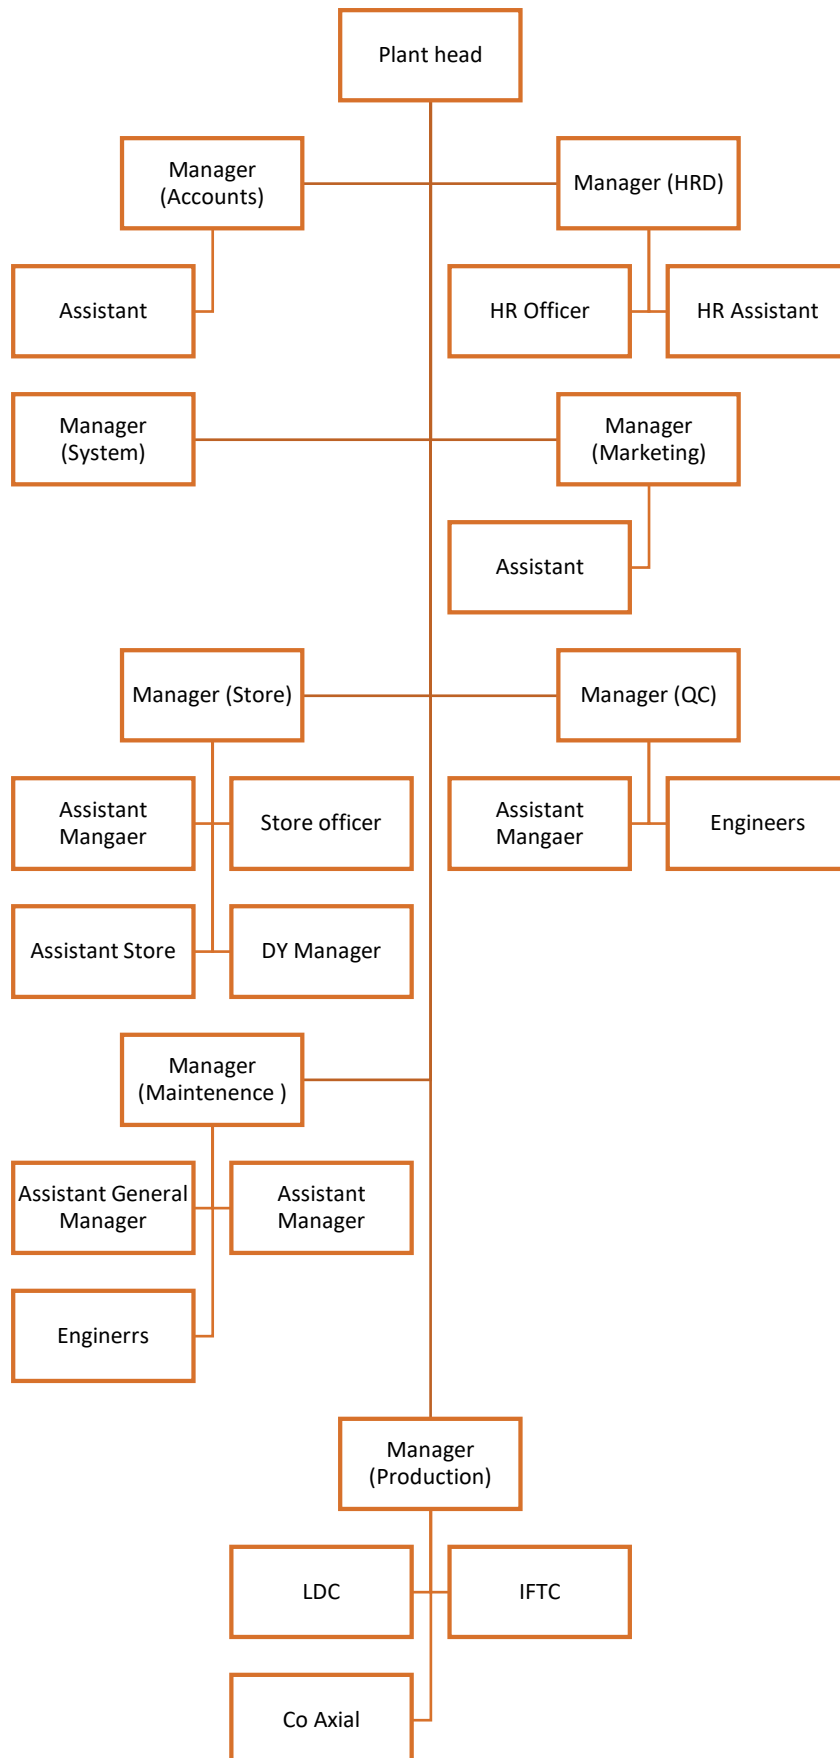 Plant head
Manager
(Accounts)
Manager (HRD)
Assistant
HR Officer
HR Assistant
Manager
(System)
Manager
(Marketing)
Assistant
Manager (Store)
Manager (QC)
Assistant
Mangaer
Store officer
Assistant
Mangaer
Engineers
Assistant Store
DY Manager
Manager
(Maintenence )
Assistant General
Manager
Assistant
Manager
Enginerrs
Manager
(Production)
LDC
IFTC
Co Axial